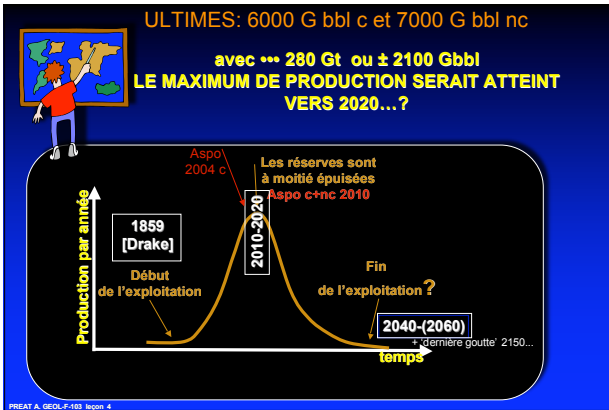 ULTIMES: 6000 G bbl c et 7000 G bbl nc
avec ••• 280 Gt ou ± 2100 Gbbl
LE MAXIMUM DE PRODUCTION SERAIT ATTEINT
VERS 2020…?
Aspo
2004 c
Les réserves sont
à moitié épuisées
Aspo c+nc 2010
Production par année
1859
[Drake]
2010-2020
Début
de l'exploitation
Fin
de l'exploitation ?
2040-(2060)
+ 'dernière goutte' 2150...
temps
PREAT A. GEOL-F-103 leçon 4